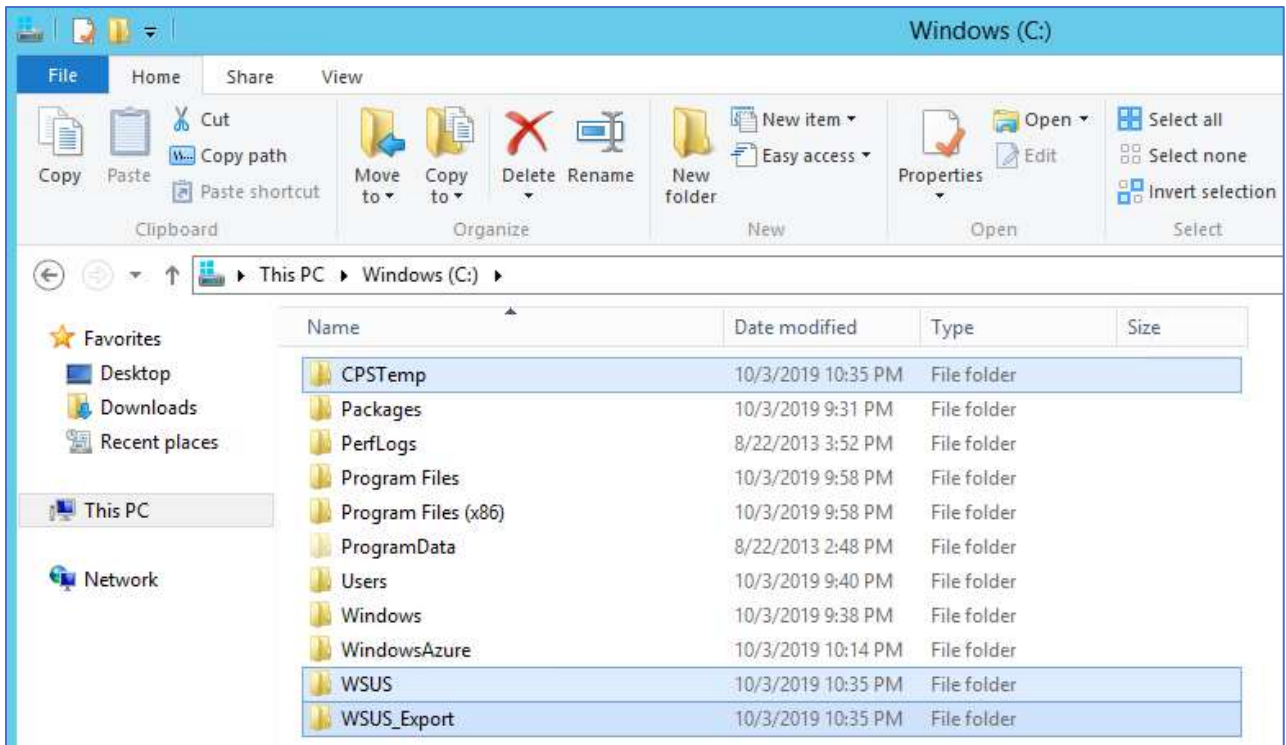 Windows (C:)
File Home Share View
Copy Paste Cut Copy path Paste shortcut Move to Copy to Delete Rename New folder New item Easy access Properties Open Edit Select all Select none Invert selection
Clipboard Organize New Open Select
This PC Windows (C:)
Name Date modified Type Size
Favorites
Desktop
Downloads
Recent places
This PC
Network
CPSTemp 10/3/2019 10:35 PM File folder
Packages 10/3/2019 9:31 PM File folder
PerfLogs 8/22/2013 3:52 PM File folder
Program Files 10/3/2019 9:58 PM File folder
Program Files (x86) 10/3/2019 9:58 PM File folder
ProgramData 8/22/2013 2:48 PM File folder
Users 10/3/2019 9:40 PM File folder
Windows 10/3/2019 9:38 PM File folder
WindowsAzure 10/3/2019 10:14 PM File folder
WSUS 10/3/2019 10:35 PM File folder
WSUS_Export 10/3/2019 10:35 PM File folder